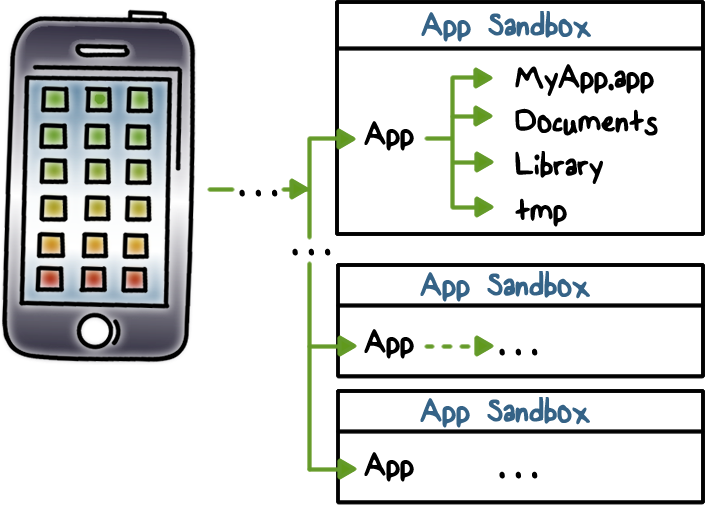 App Sandbox
App
MyApp.app
Documents
Library
tmp
...
...
App Sandbox
App
...
App Sandbox
App
...